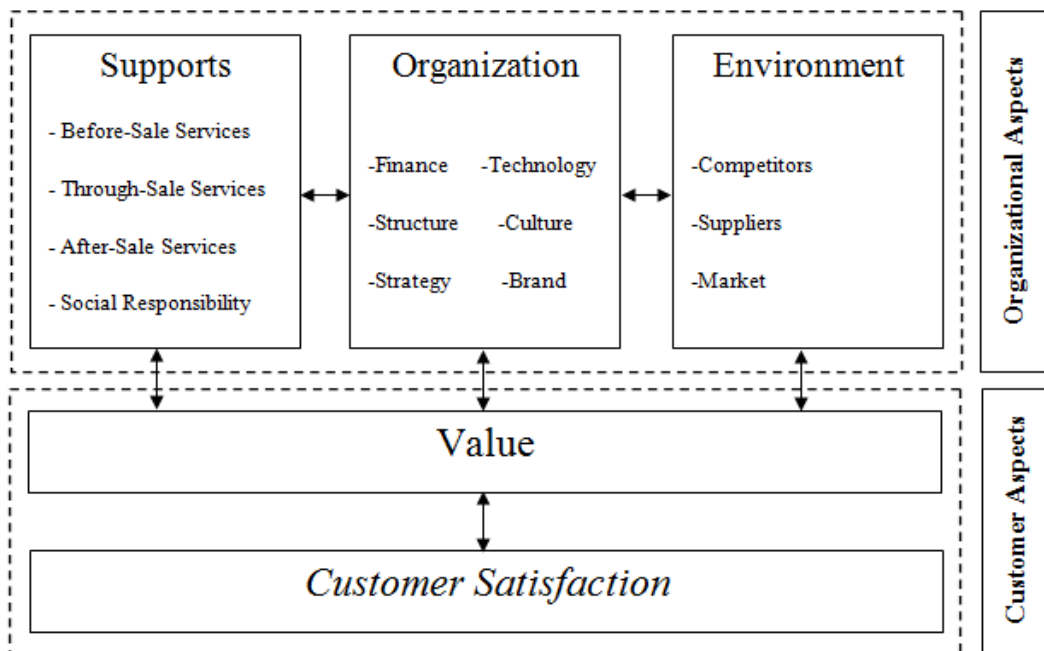 Supports
- Before-Sale Services
- Through-Sale Services
- After-Sale Services
- Social Responsibility
Organization
-Finance -Technology
-Structure -Culture
-Strategy -Brand
Environment
-Competitors
-Suppliers
-Market
Organizational Aspects
Value
Customer Satisfaction
Customer Aspects